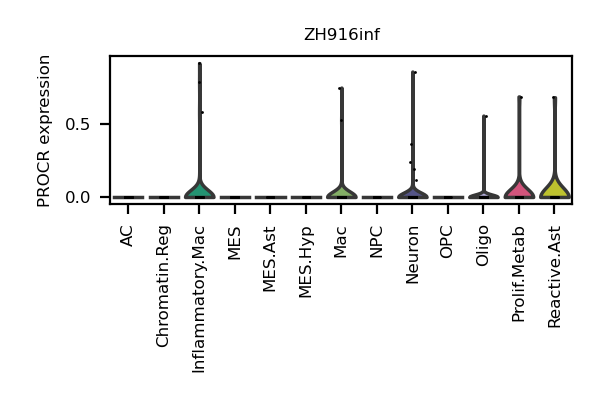 ZH916inf
PROCR expression
0.5
0.0
AC
Chromatin.Reg
Inflammatory.Mac
MES
MES.Ast
MES.Hyp
Mac
NPC
Neuron
OPC
Oligo
Prolif.Metab
Reactive.Ast